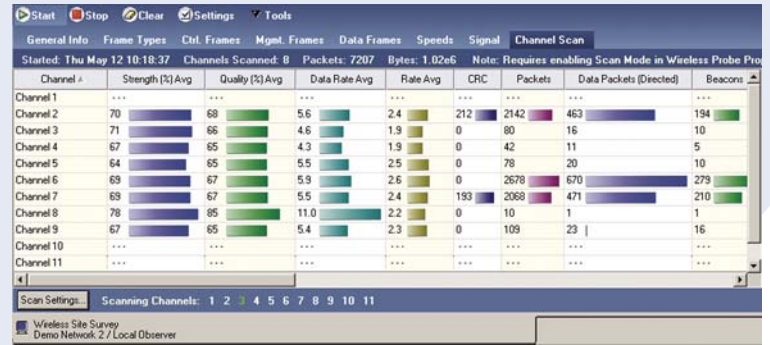 Start Stop Clear Settings Tools
General Info Frame Types Ctrl. Frames Mgmt. Frames Data Frames Speeds Signal Channel Scan
Started: Thu May 12 10:18:37 Channels Scanned: 8 Packets: 7207 Bytes: 1.02e6 Note: Requires enabling Scan Mode in Wireless Probe Prop
Channel Strength (%) Avg Quality (%) Avg Data Rate Avg Rate Avg CRC Packets Data Packets (Directed) Beacons
Channel 1 --- --- --- --- --- --- --- ---
Channel 2 70 68 5.6 2.4 212 2142 463 194
Channel 3 71 66 4.6 1.9 0 80 16 10
Channel 4 67 65 4.3 1.9 0 42 11 5
Channel 5 64 65 5.5 2.5 0 78 20 10
Channel 6 69 67 5.9 2.6 0 2678 670 279
Channel 7 69 67 5.5 2.4 193 2068 471 210
Channel 8 78 85 11.0 2.2 0 10 1 1
Channel 9 67 65 5.4 2.3 0 109 23 16
Channel 10 --- --- --- --- --- --- --- ---
Channel 11 --- --- --- --- --- --- --- ---
Scan Settings... Scanning Channels: 1 2 3 4 5 6 7 8 9 10 11
Wireless Site Survey
Demo Network 2 / Local Observer